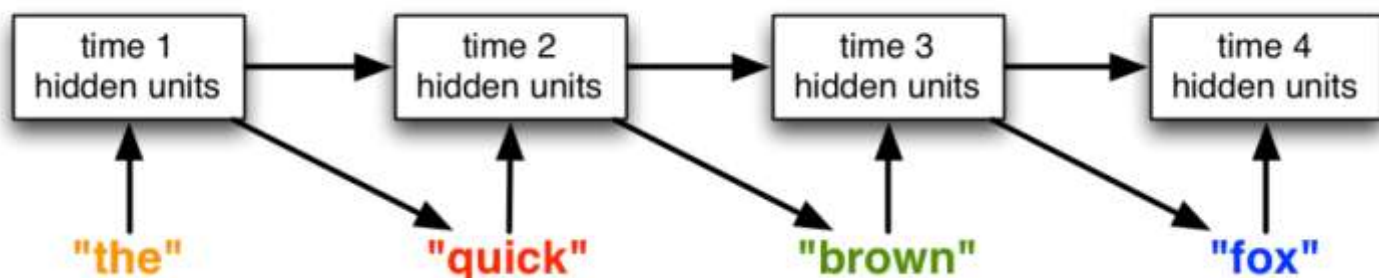 time 1
hidden units
time 2
hidden units
time 3
hidden units
time 4
hidden units
"the"
"quick"
"brown"
"fox"